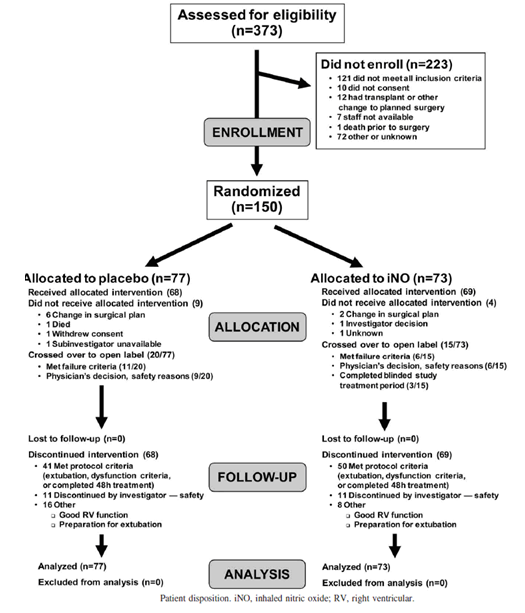 Assessed for eligibility
(n=373)
Did not enroll (n=223)
• 121 did not meet all inclusion criteria
• 10 did not consent
• 12 had transplant or other
change to planned surgery
• 7 staff not available
• 1 death prior to surgery
• 72 other or unknown
ENROLLMENT
Randomized
(n=150)
Allocated to placebo (n=77)
Received allocated intervention (68)
Did not receive allocated intervention (9)
• 6 Change in surgical plan
• 1 Died
• 1 Withdrew consent
• 1 Subinvestigator unavailable
Crossed over to open label (20/77)
• Met failure criteria (11/20)
• Physician's decision, safety reasons (9/20)
ALLOCATION
Allocated to iNO (n=73)
Received allocated intervention (69)
Did not receive allocated intervention (4)
• 2 Change in surgical plan
• 1 Investigator decision
• 1 Unknown
Crossed over to open label (15/73)
• Met failure criteria (6/15)
• Physician's decision, safety reasons (6/15)
• Completed blinded study
treatment period (3/15)
Lost to follow-up (n=0)
Discontinued intervention (68)
• 41 Met protocol criteria
(extubation, dysfunction criteria,
or completed 48h treatment)
• 11 Discontinued by investigator — safety
• 16 Other
▫ Good RV function
▫ Preparation for extubation
FOLLOW-UP
Lost to follow-up (n=0)
Discontinued intervention (69)
• 50 Met protocol criteria
(extubation, dysfunction criteria,
or completed 48h treatment)
• 11 Discontinued by investigator — safety
• 8 Other
▫ Good RV function
▫ Preparation for extubation
Analyzed (n=77)
Excluded from analysis (n=0)
ANALYSIS
Analyzed (n=73)
Excluded from analysis (n=0)
Patient disposition. iNO, inhaled nitric oxide; RV, right ventricular.